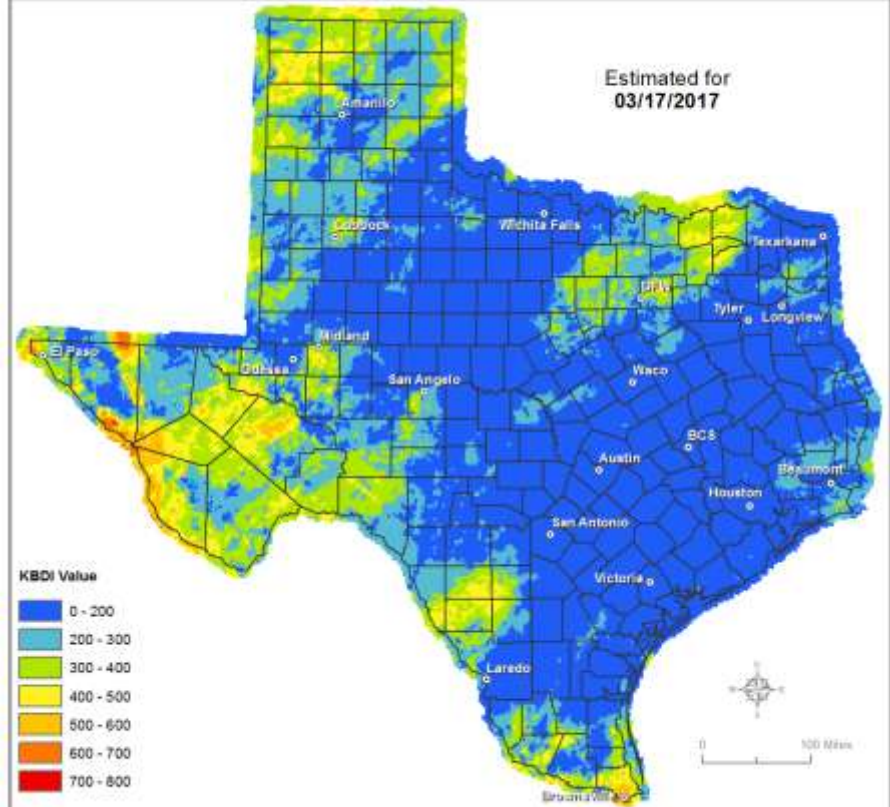 Estimated for
03/17/2017
Amarillo
Lubbock
Wichita Falls
Texarkana
DFW
Tyler
Longview
El Paso
Midland
Odessa
San Angelo
Waco
BCS
Austin
Beaumont
Houston
San Antonio
Victoria
Laredo
Brownsville
KBDI Value
0 - 200
200 - 300
300 - 400
400 - 500
500 - 600
600 - 700
700 - 800
N
W
E
S
0
100 Miles